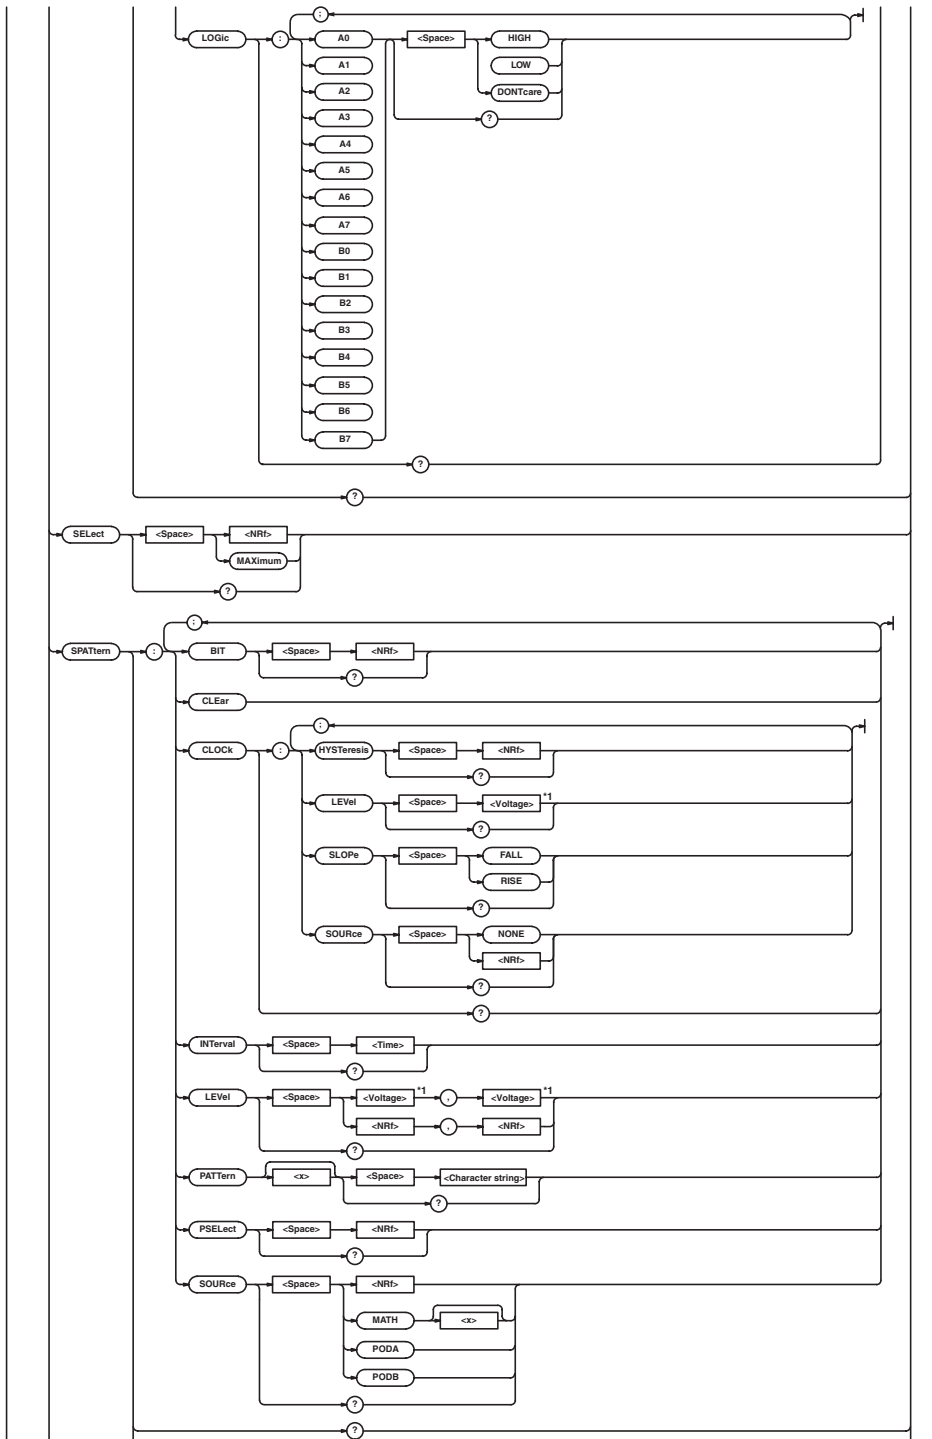 ;
LOGic : A0 <Space> HIGH
A1 LOW
A2 DONTcare
A3 ?
A4
A5
A6
A7
B0
B1
B2
B3
B4
B5
B6
B7
?
?
SELect <Space> <NRf>
MAXimum
?
;
SPATtern : BIT <Space> <NRf>
?
CLEar
;
CLOCk : HYSTeresis <Space> <NRf>
?
LEVel <Space> <Voltage> *1
?
SLOPe <Space> FALL
RISE
?
SOURce <Space> NONE
<NRf>
?
?
INTerval <Space> <Time>
?
LEVel <Space> <Voltage> *1 , <Voltage> *1
<NRf> , <NRf>
?
PATTern <x> <Space> <Character string>
?
PSELect <Space> <NRf>
?
SOURce <Space> <NRf>
MATH <x>
PODA
PODB
?
?